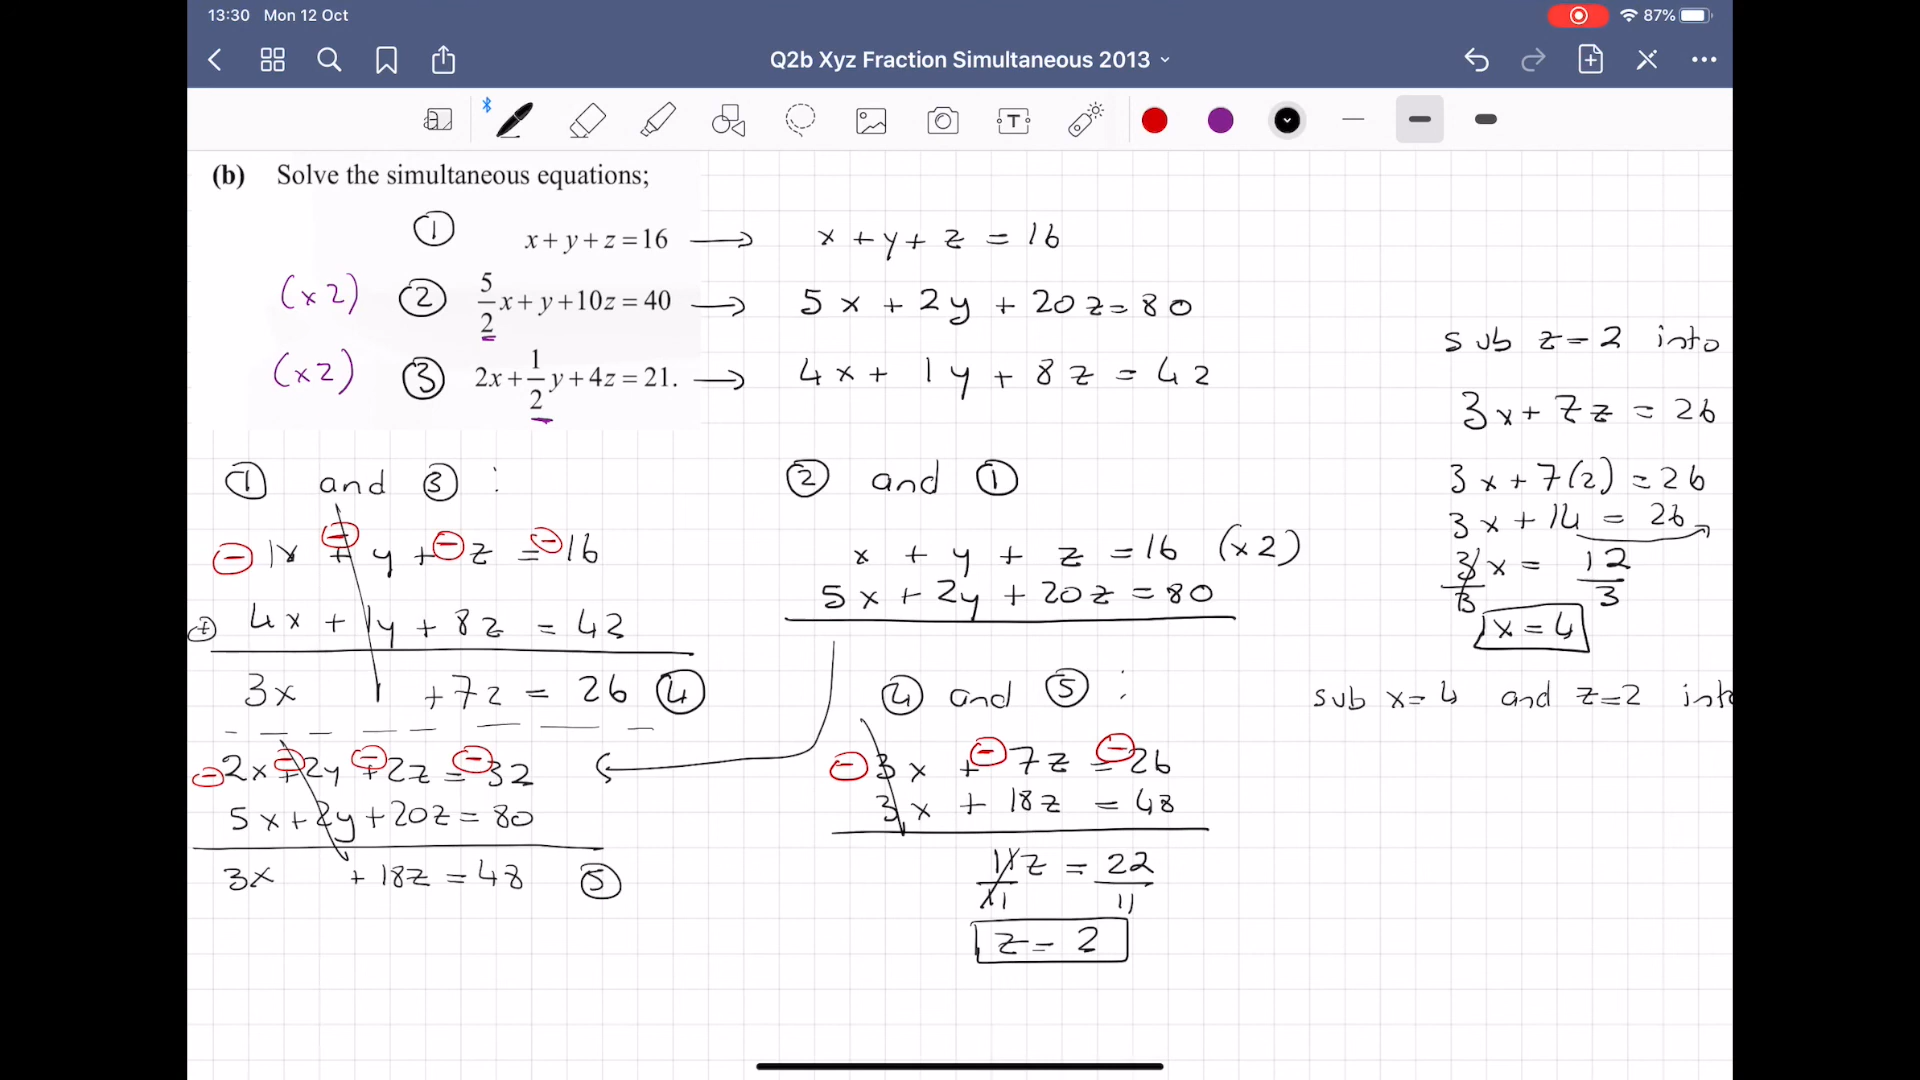 13:30 Mon 12 Oct
87%
Q2b Xyz Fraction Simultaneous 2013
T
(b) Solve the simultaneous equations;
① x + y + z = 16 → x + y + z = 16
(x2) ② 5/2 x + y + 10z = 40 → 5x + 2y + 20z = 80
(x2) ③ 2x + 1/2 y + 4z = 21. → 4x + 1y + 8z = 42
① and ③ :
⊖ 1x + ⊖ y + ⊖ z = ⊖ 16
⊕ 4x + 1y + 8z = 42
3x + 7z = 26 ④
⊖ 2x + ⊖ 2y + ⊖ 2z = ⊖ 32
5x + 2y + 20z = 80
3x + 18z = 48 ⑤
② and ①
x + y + z = 16 (x2)
5x + 2y + 20z = 80
④ and ⑤ :
⊖ 3x + ⊖ 7z = ⊖ 26
3x + 18z = 48
11z/11 = 22/11
z = 2
sub z = 2 into
3x + 7z = 26
3x + 7(2) = 26
3x + 14 = 26
3x/3 = 12/3
x = 4
sub x = 4 and z = 2 into